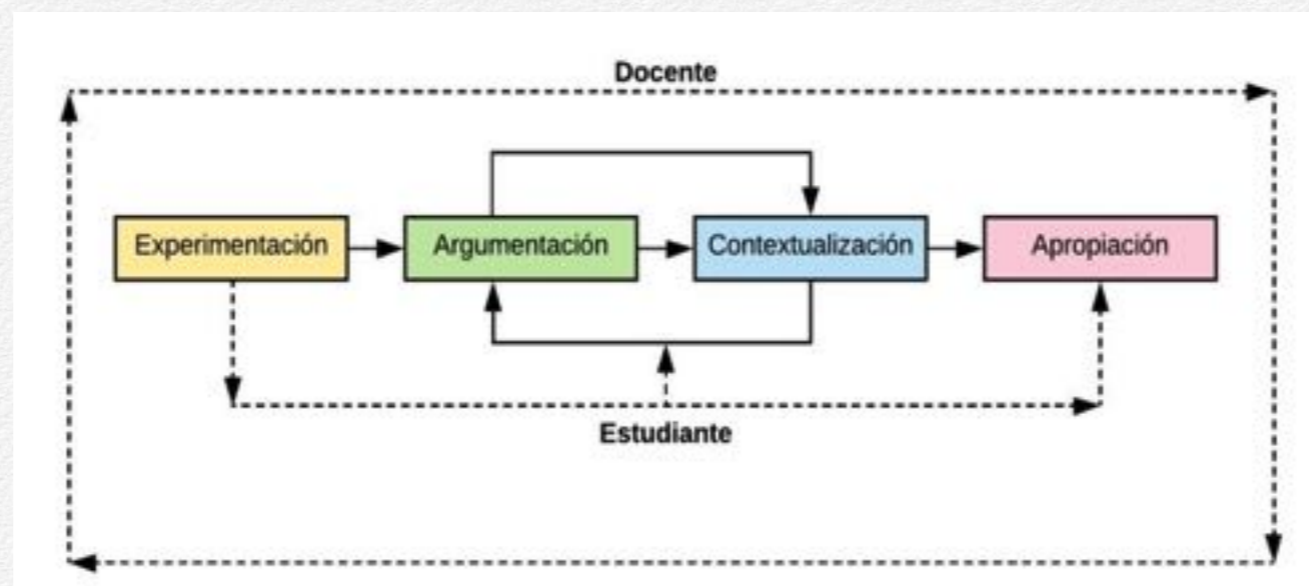 Docente
Experimentación
Argumentación
Contextualización
Apropiación
Estudiante